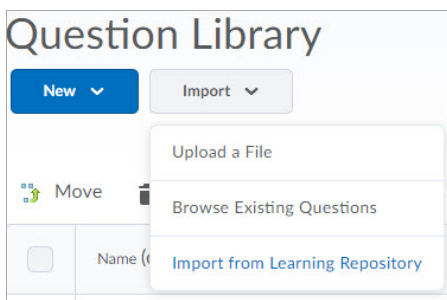 Question Library
New Import
Upload a File
Move
Browse Existing Questions
Name
Import from Learning Repository